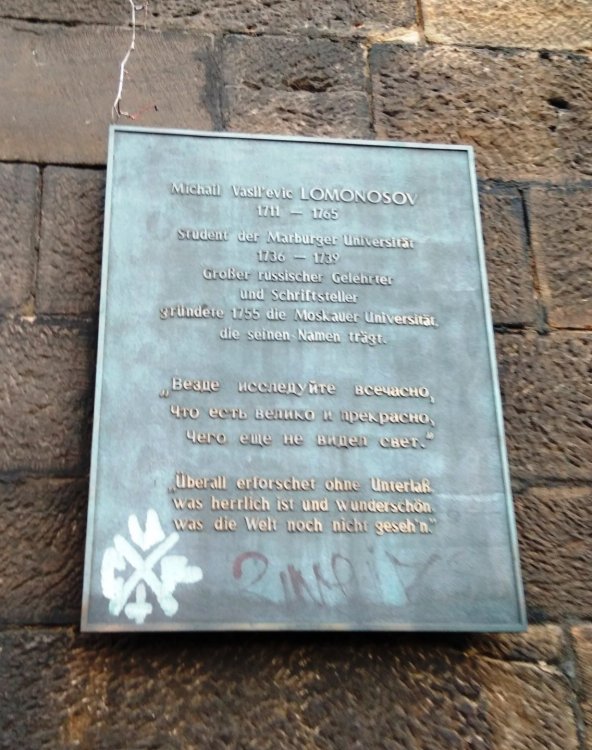 Michail Vasil'evic LOMONOSOV
1711 – 1765
Student der Marburger Universität
1736 – 1739
Großer russischer Gelehrter
und Schriftsteller
gründete 1755 die Moskauer Universität,
die seinen Namen trägt.
„Везде исследуйте всечасно,
Что есть велико и прекрасно,
Чего еще не видел свет."
„Überall erforschet ohne Unterlaß,
was herrlich ist und wunderschön,
was die Welt noch nicht geseh'n."